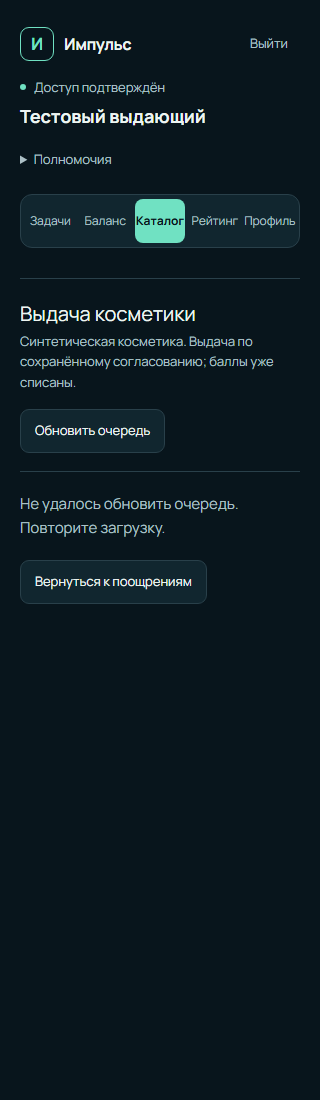 И
Импульс
Выйти
Доступ подтверждён
Тестовый выдающий
Полномочия
Задачи Баланс Каталог Рейтинг Профиль
Выдача косметики
Синтетическая косметика. Выдача по
сохранённому согласованию; баллы уже
списаны.
Обновить очередь
Не удалось обновить очередь.
Повторите загрузку.
Вернуться к поощрениям